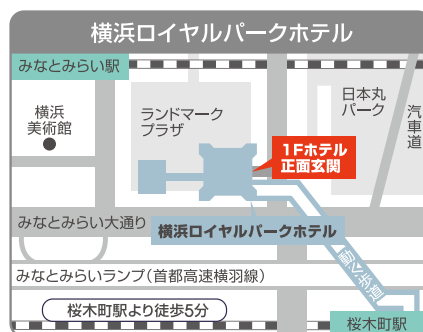 横浜ロイヤルパークホテル
みなとみらい駅
横浜
美術館
ランドマーク
プラザ
日本丸
パーク
汽車道
1Fホテル
正面玄関
みなとみらい大通り
横浜ロイヤルパークホテル
動く歩道
みなとみらいランプ(首都高速横羽線)
桜木町駅より徒歩5分
桜木町駅